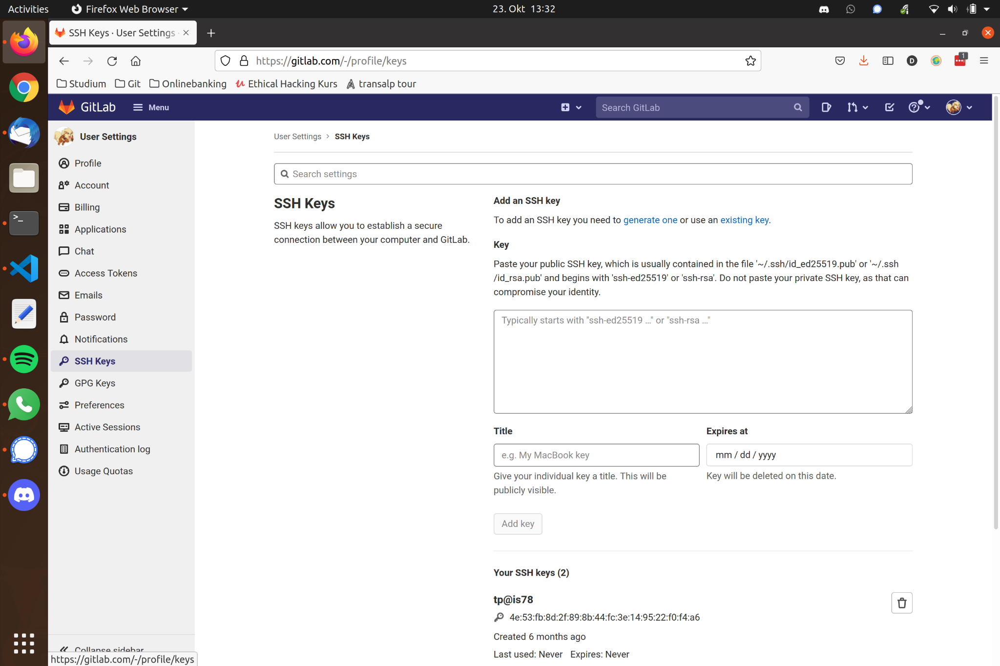 Activities
Firefox Web Browser
23. Okt 13:32
SSH Keys · User Settings ·
https://gitlab.com/-/profile/keys
D
1
Studium
Git
Onlinebanking
Ethical Hacking Kurs
transalp tour
GitLab
Menu
Search GitLab
User Settings
Profile
Account
Billing
Applications
Chat
Access Tokens
Emails
Password
Notifications
SSH Keys
GPG Keys
Preferences
Active Sessions
Authentication log
Usage Quotas
Collapse sidebar
https://gitlab.com/-/profile/keys
User Settings > SSH Keys
Search settings
SSH Keys
SSH keys allow you to establish a secure
connection between your computer and GitLab.
Add an SSH key
To add an SSH key you need to generate one or use an existing key.
Key
Paste your public SSH key, which is usually contained in the file '~/.ssh/id_ed25519.pub' or '~/.ssh
/id_rsa.pub' and begins with 'ssh-ed25519' or 'ssh-rsa'. Do not paste your private SSH key, as that can
compromise your identity.
Typically starts with "ssh-ed25519 …" or "ssh-rsa …"
Title
Expires at
e.g. My MacBook key
mm / dd / yyyy
Give your individual key a title. This will be
publicly visible.
Key will be deleted on this date.
Add key
Your SSH keys (2)
tp@is78
4e:53:fb:8d:2f:89:8b:44:fc:3e:14:95:22:f0:f4:a6
Created 6 months ago
Last used: Never Expires: Never